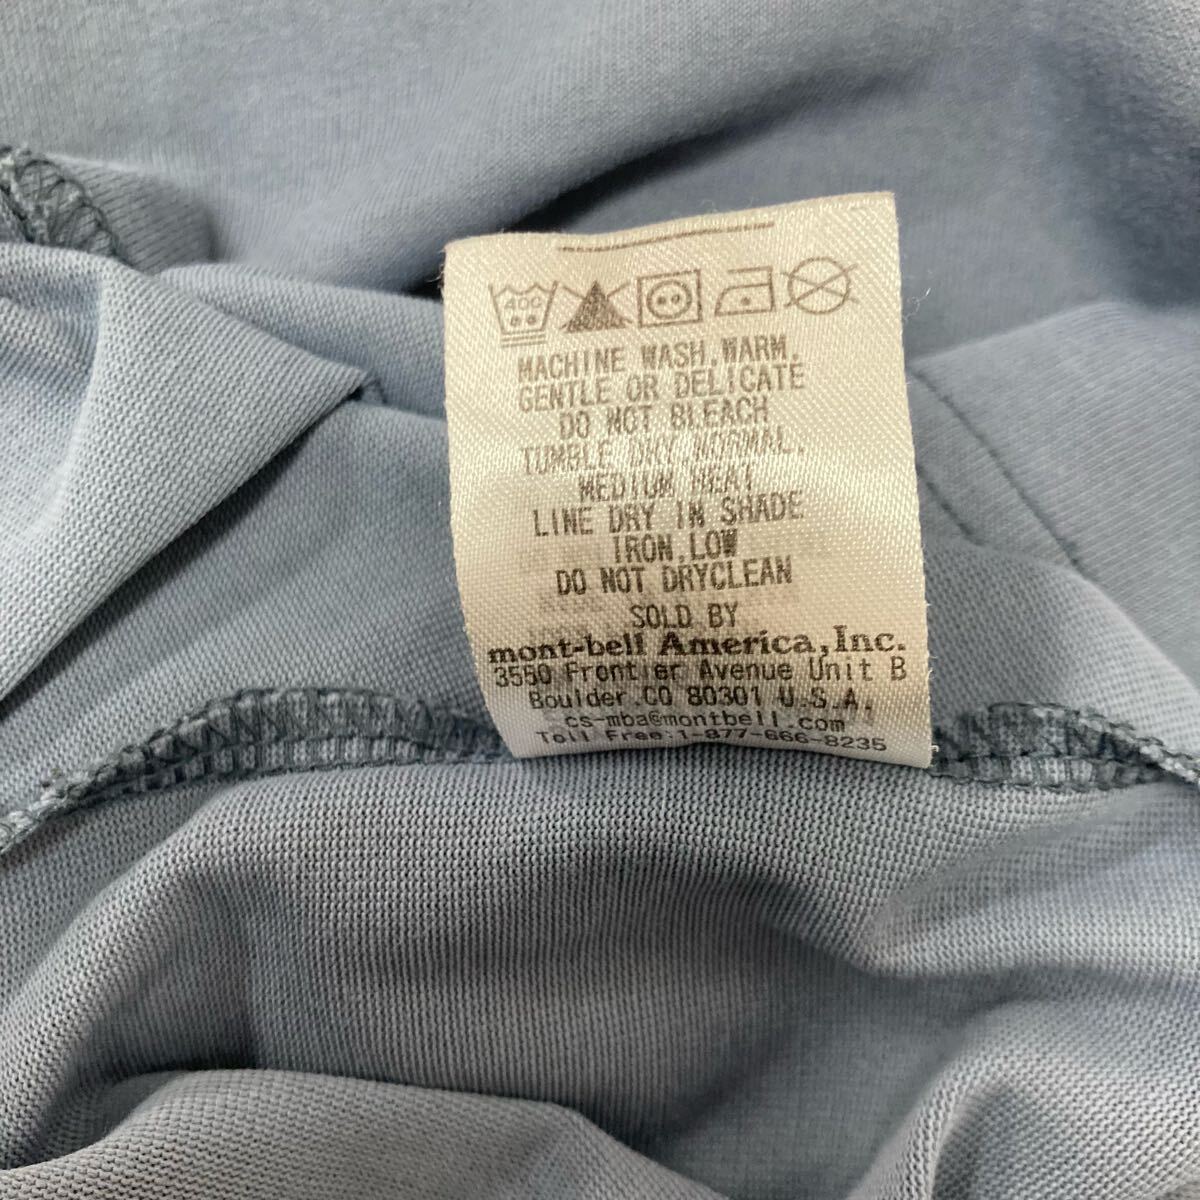 40C
MACHINE WASH,WARM,
GENTLE OR DELICATE
DO NOT BLEACH
TUMBLE DRY,NORMAL,
MEDIUM HEAT
LINE DRY IN SHADE
IRON,LOW
DO NOT DRYCLEAN
SOLD BY
mont-bell America,Inc.
3550 Frontier Avenue Unit B
Boulder,CO 80301 U.S.A.
cs-mba@montbell.com
Toll Free:1-877-666-8235